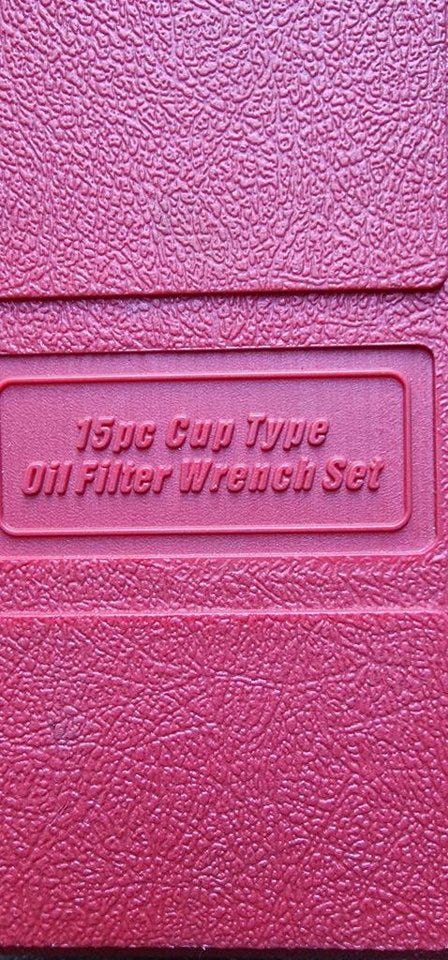 15pc Cup Type
Oil Filter Wrench Set